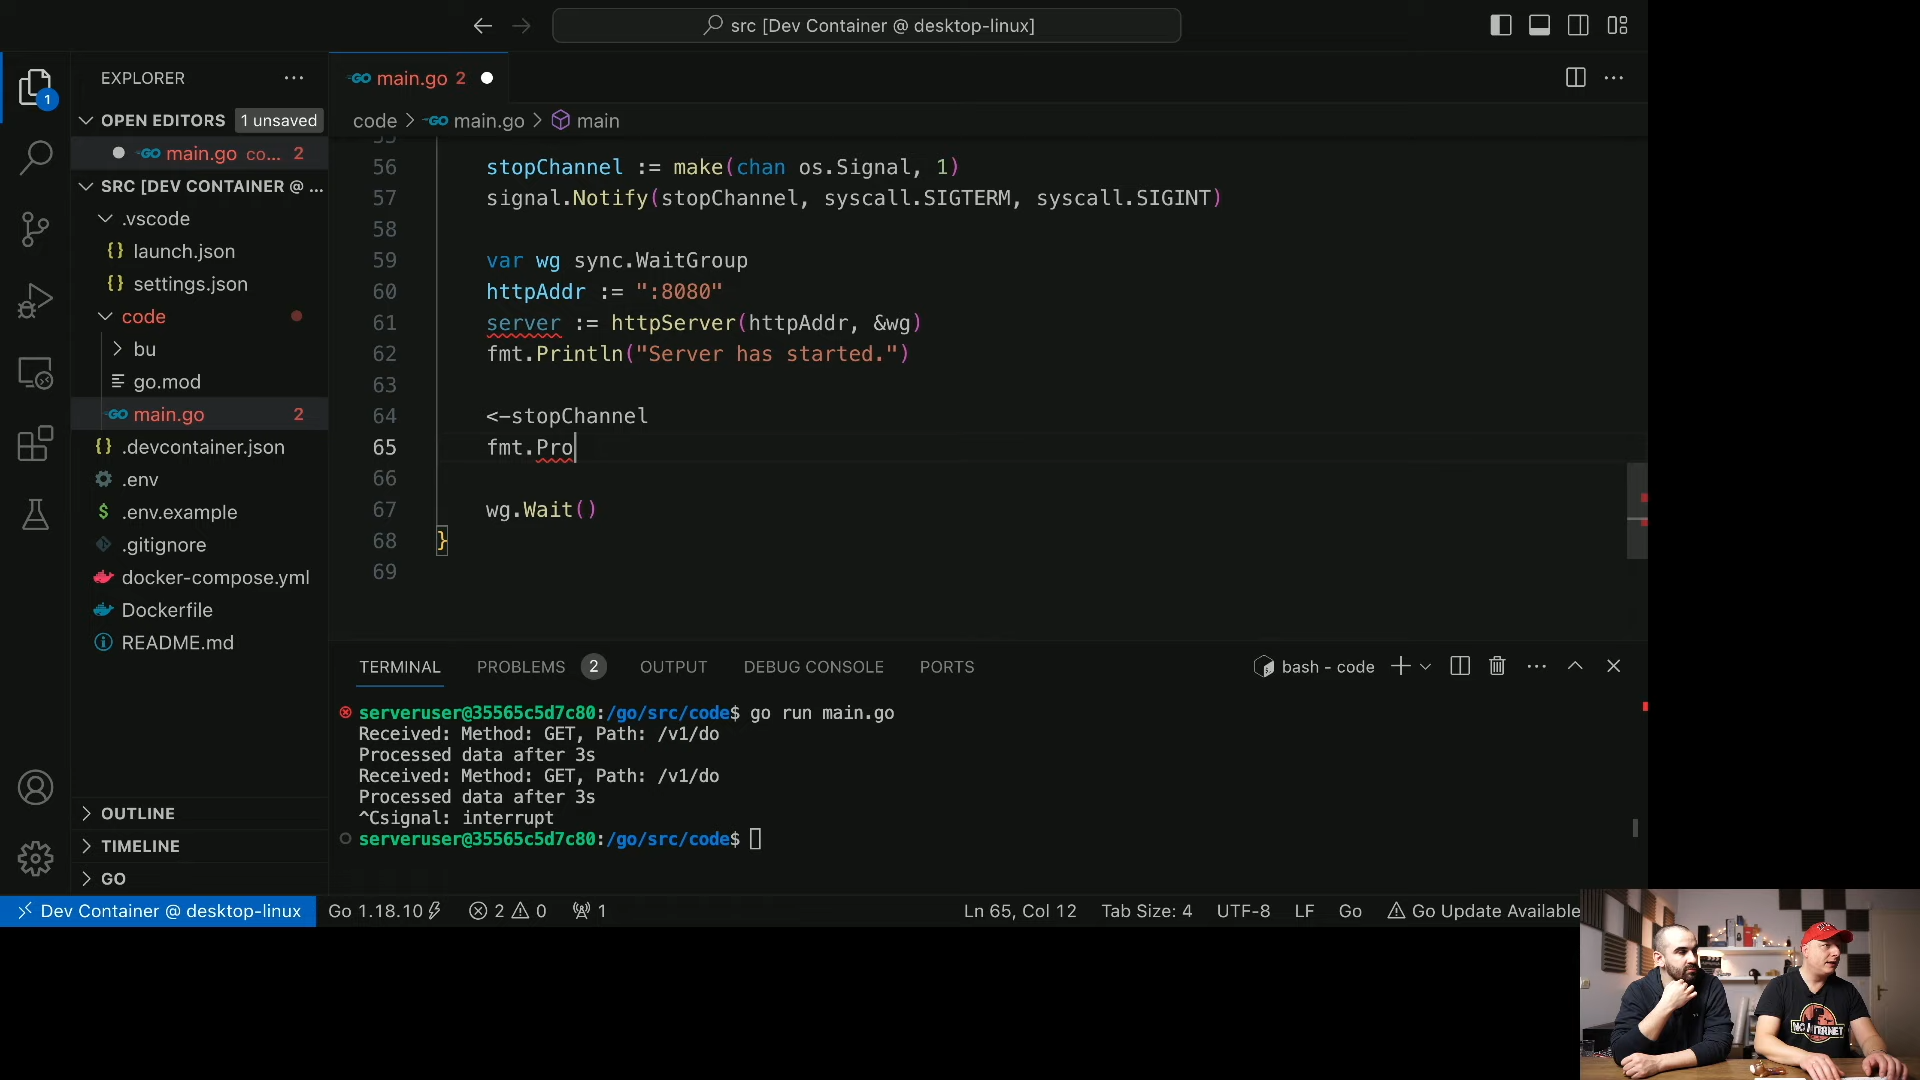 src [Dev Container @ desktop-linux]
EXPLORER
main.go 2
1
OPEN EDITORS 1 unsaved
code > main.go > main
main.go co... 2
SRC [DEV CONTAINER @ ...
.vscode
launch.json
settings.json
code
bu
go.mod
main.go 2
.devcontainer.json
.env
.env.example
.gitignore
docker-compose.yml
Dockerfile
README.md
OUTLINE
TIMELINE
GO
56 stopChannel := make(chan os.Signal, 1)
57 signal.Notify(stopChannel, syscall.SIGTERM, syscall.SIGINT)
58
59 var wg sync.WaitGroup
60 httpAddr := ":8080"
61 server := httpServer(httpAddr, &wg)
62 fmt.Println("Server has started.")
63
64 <-stopChannel
65 fmt.Pro
66
67 wg.Wait()
68 }
69
TERMINAL PROBLEMS 2 OUTPUT DEBUG CONSOLE PORTS bash - code
serveruser@35565c5d7c80:/go/src/code$ go run main.go
Received: Method: GET, Path: /v1/do
Processed data after 3s
Received: Method: GET, Path: /v1/do
Processed data after 3s
^Csignal: interrupt
serveruser@35565c5d7c80:/go/src/code$
Dev Container @ desktop-linux Go 1.18.10 2 0 1 Ln 65, Col 12 Tab Size: 4 UTF-8 LF Go Go Update Available